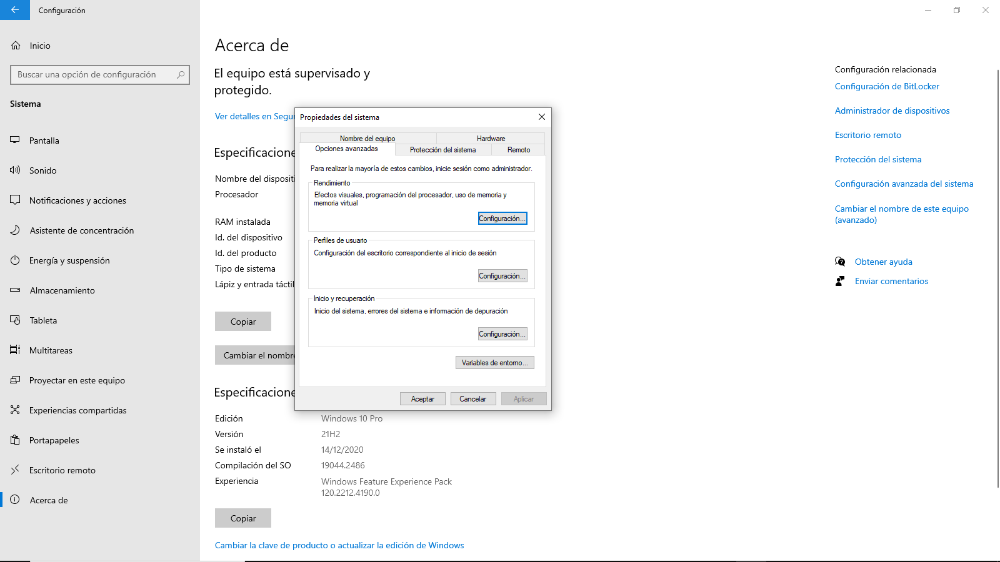 Configuración
Inicio
Buscar una opción de configuración
Sistema
Pantalla
Sonido
Notificaciones y acciones
Asistente de concentración
Energía y suspensión
Almacenamiento
Tableta
Multitareas
Proyectar en este equipo
Experiencias compartidas
Portapapeles
Escritorio remoto
Acerca de
Acerca de
El equipo está supervisado y
protegido.
Ver detalles en Segu
Especificacione
Nombre del disposit
Procesador
RAM instalada
Id. del dispositivo
Id. del producto
Tipo de sistema
Lápiz y entrada táctil
Copiar
Cambiar el nombre
Especificacione
Edición
Windows 10 Pro
Versión
21H2
Se instaló el
14/12/2020
Compilación del SO
19044.2486
Experiencia
Windows Feature Experience Pack
120.2212.4190.0
Copiar
Cambiar la clave de producto o actualizar la edición de Windows
Propiedades del sistema
Nombre del equipo
Hardware
Opciones avanzadas
Protección del sistema
Remoto
Para realizar la mayoría de estos cambios, inicie sesión como administrador.
Rendimiento
Efectos visuales, programación del procesador, uso de memoria y
memoria virtual
Configuración...
Perfiles de usuario
Configuración del escritorio correspondiente al inicio de sesión
Configuración...
Inicio y recuperación
Inicio del sistema, errores del sistema e información de depuración
Configuración...
Variables de entorno...
Aceptar
Cancelar
Aplicar
Configuración relacionada
Configuración de BitLocker
Administrador de dispositivos
Escritorio remoto
Protección del sistema
Configuración avanzada del sistema
Cambiar el nombre de este equipo
(avanzado)
Obtener ayuda
Enviar comentarios